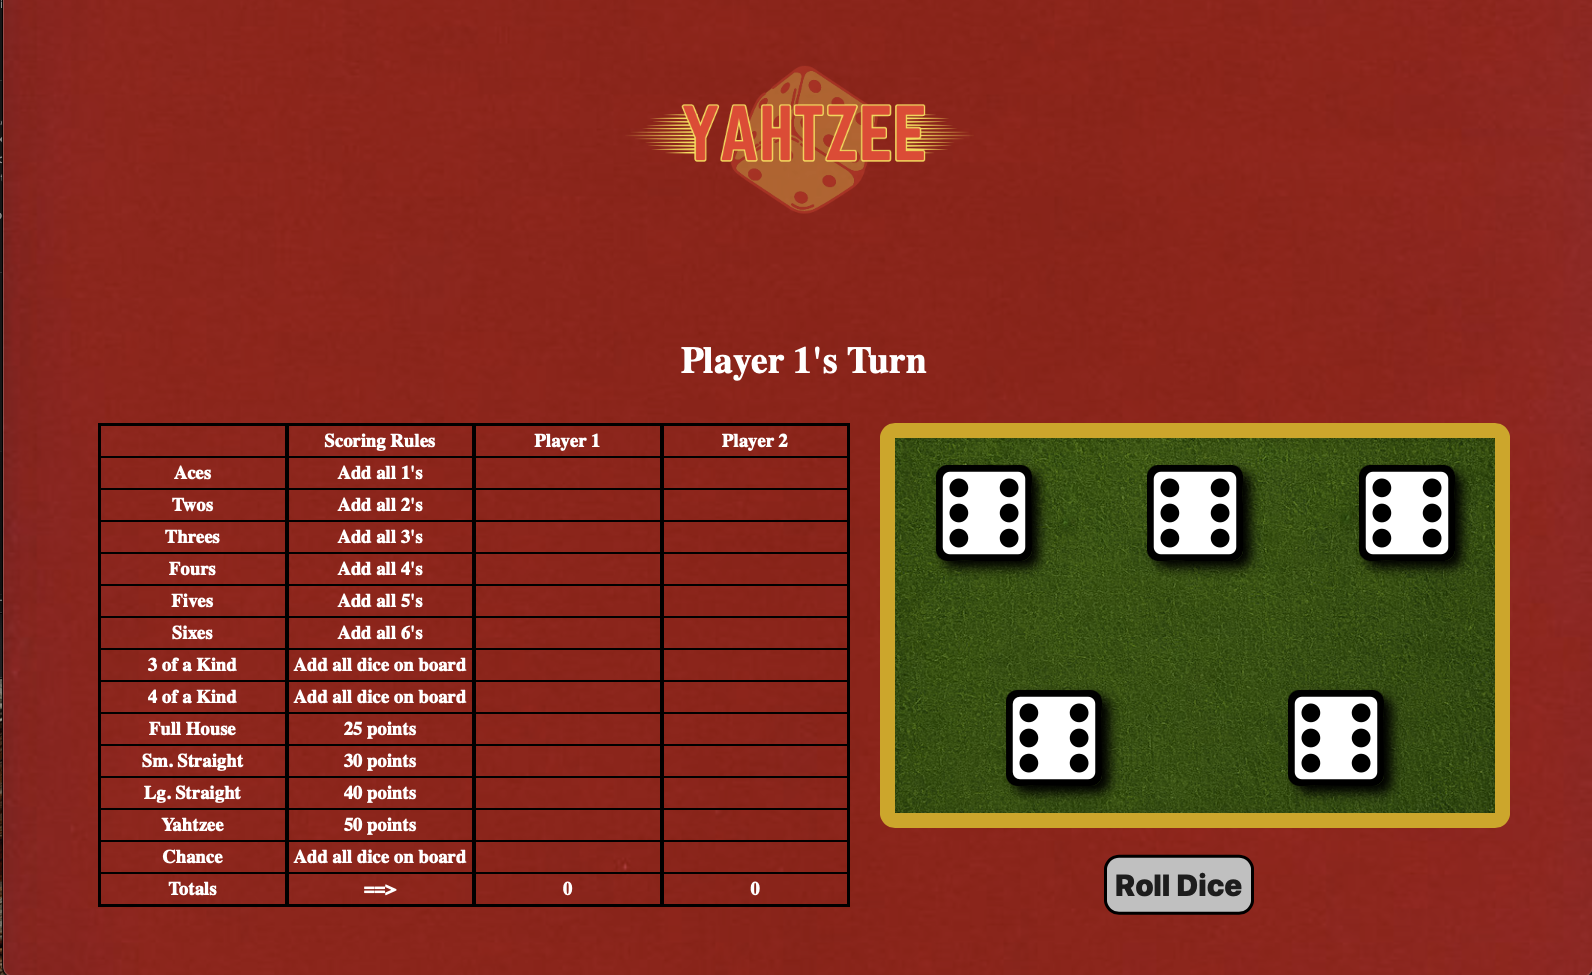 YAHTZEE
Player 1's Turn
Scoring Rules Player 1 Player 2
Aces Add all 1's
Twos Add all 2's
Threes Add all 3's
Fours Add all 4's
Fives Add all 5's
Sixes Add all 6's
3 of a Kind Add all dice on board
4 of a Kind Add all dice on board
Full House 25 points
Sm. Straight 30 points
Lg. Straight 40 points
Yahtzee 50 points
Chance Add all dice on board
Totals ==> 0 0
Roll Dice